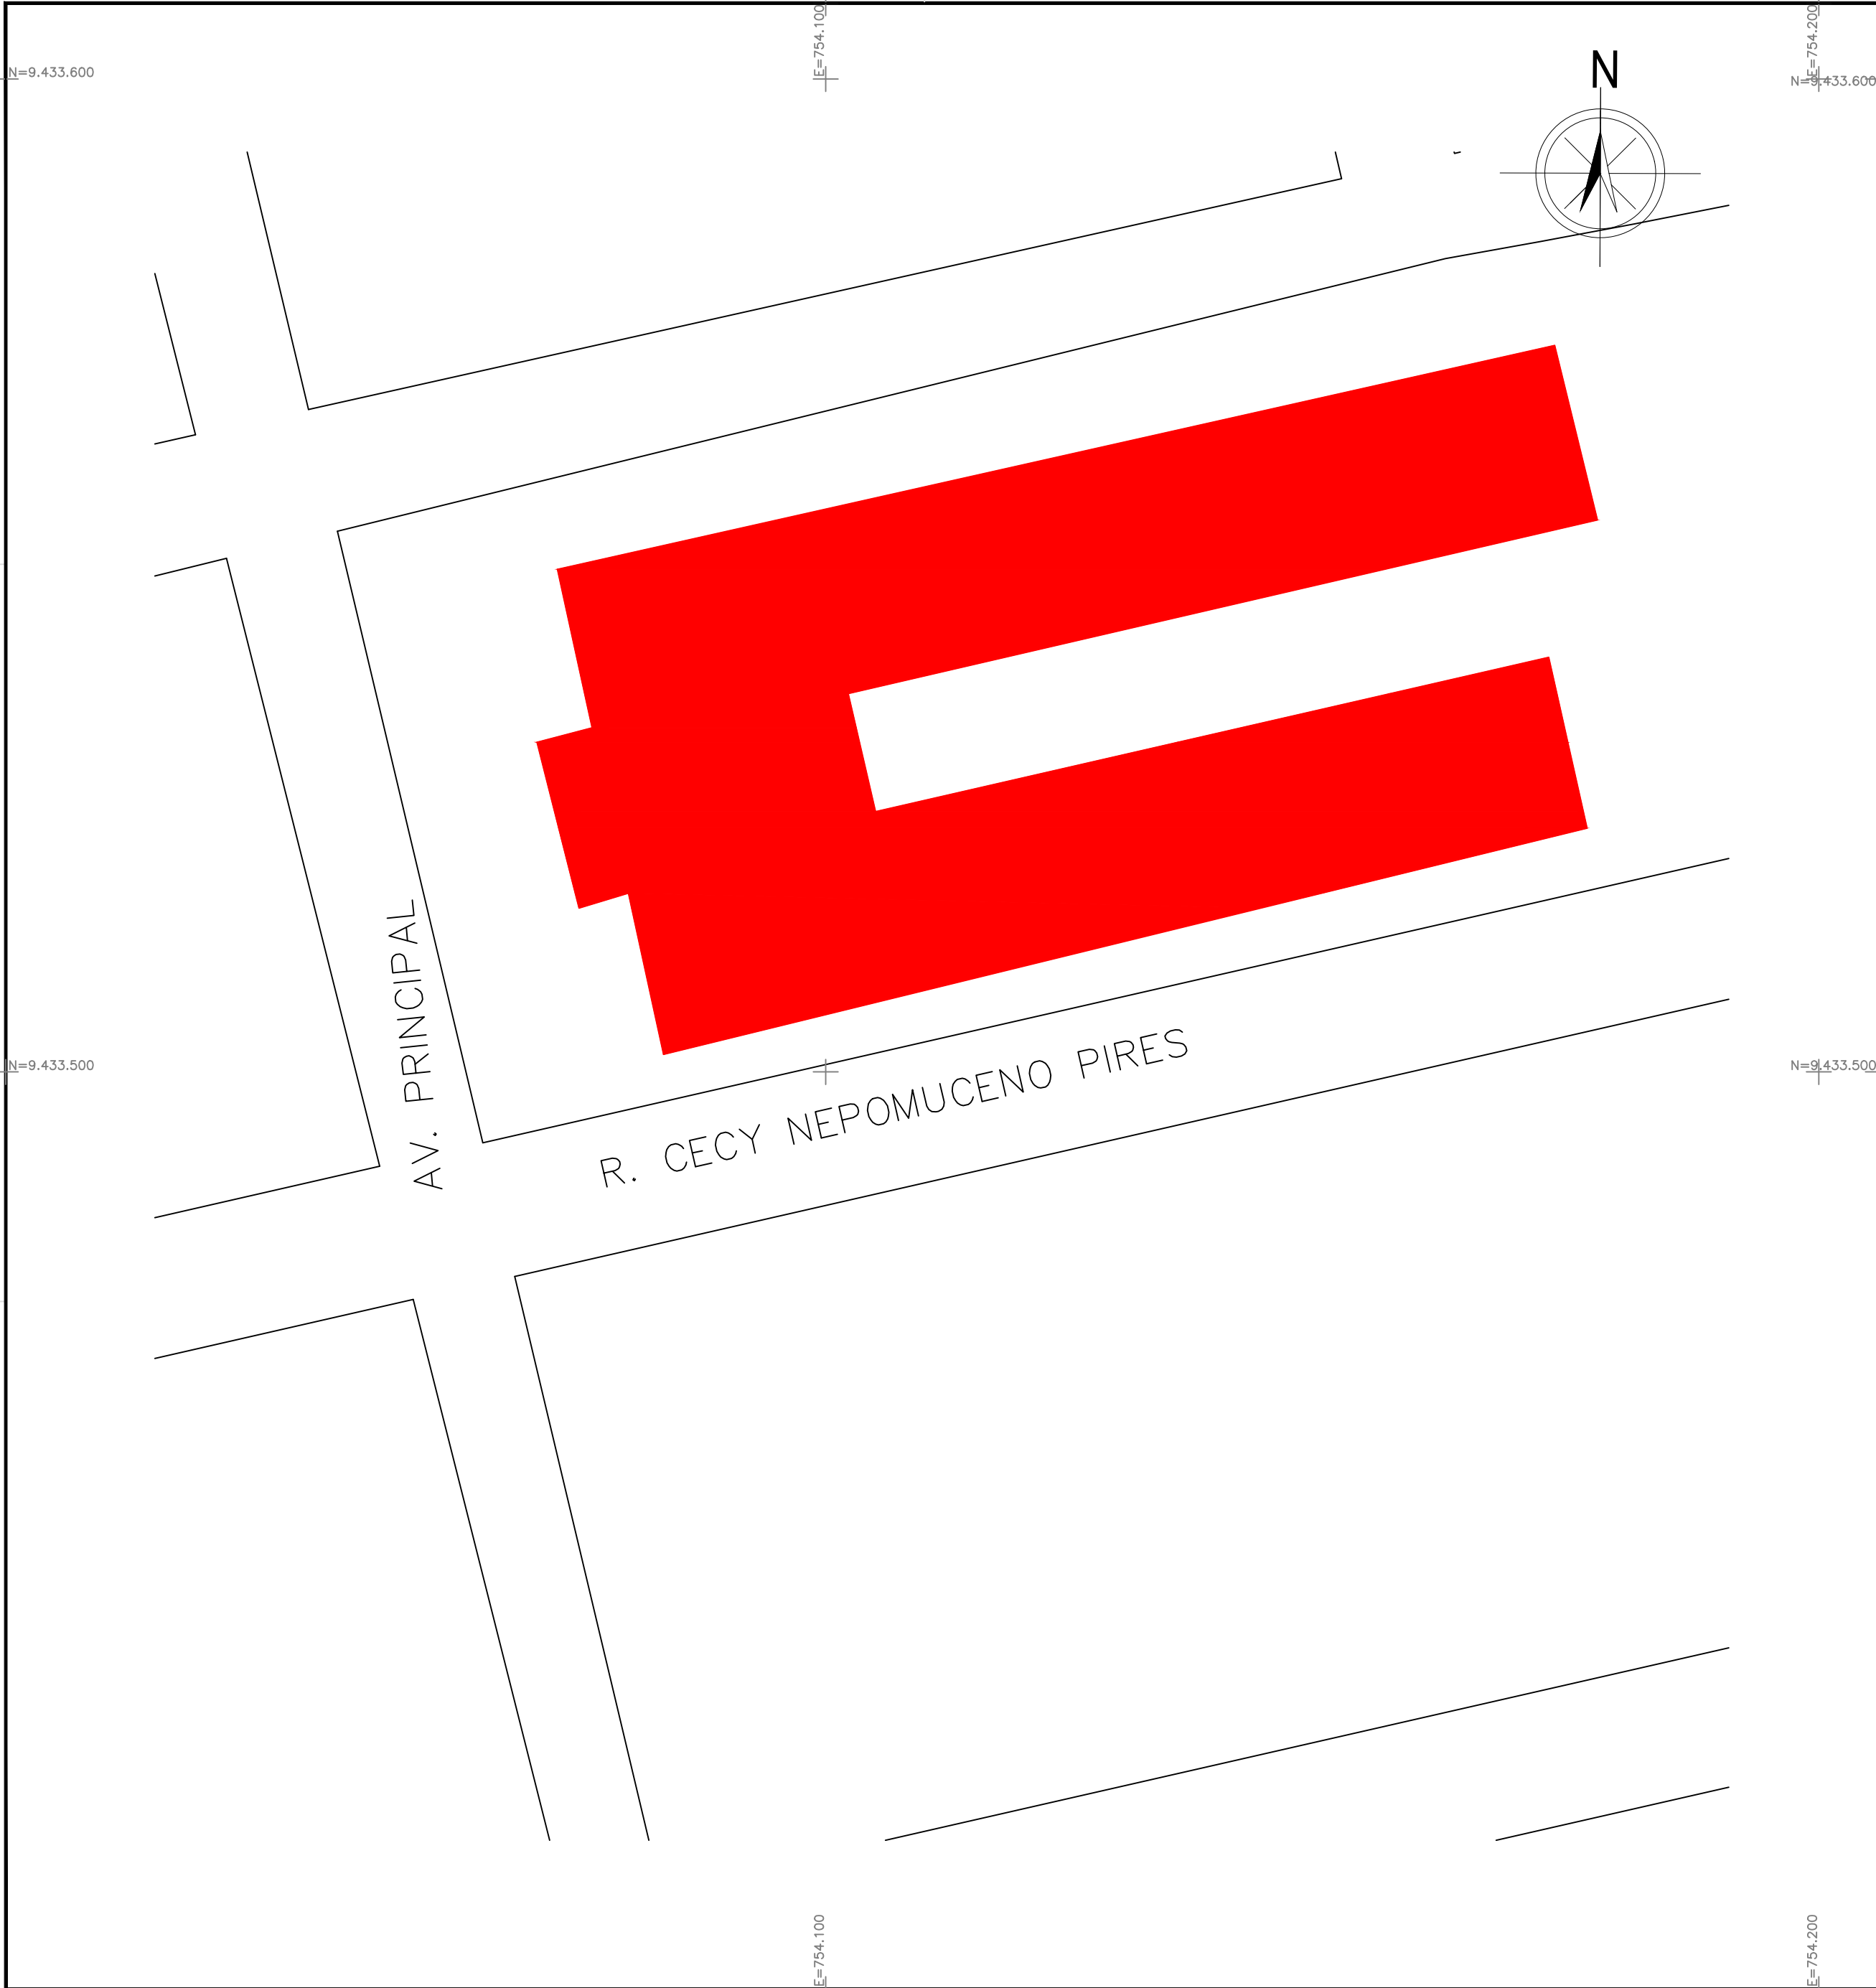 E=754.100
E=754.200
N=9.433.600
N=9.433.600
N
AV. PRINCIPAL
R. CECY NEPOMUCENO PIRES
N=9.433.500
N=9.433.500
E=754.100
E=754.200